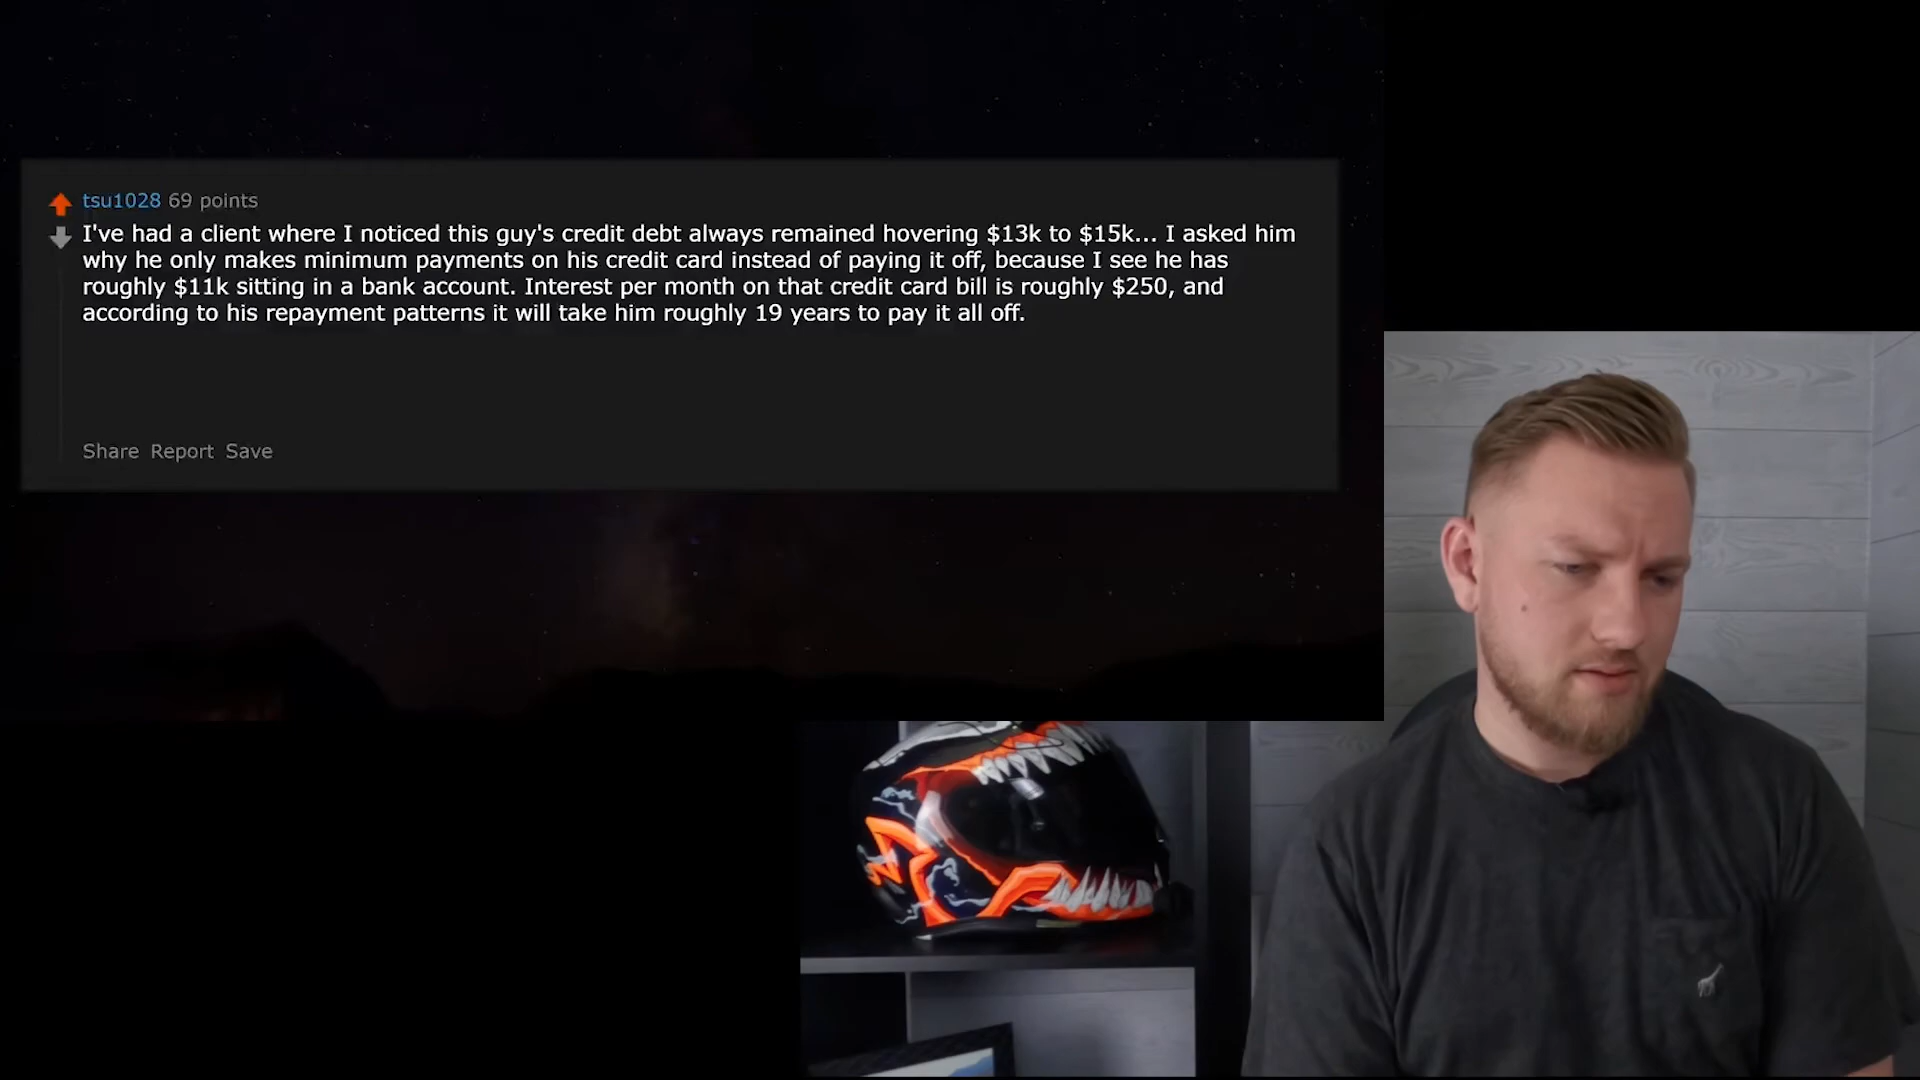 tsu1028 69 points
I've had a client where I noticed this guy's credit debt always remained hovering $13k to $15k... I asked him
why he only makes minimum payments on his credit card instead of paying it off, because I see he has
roughly $11k sitting in a bank account. Interest per month on that credit card bill is roughly $250, and
according to his repayment patterns it will take him roughly 19 years to pay it all off.
Share Report Save